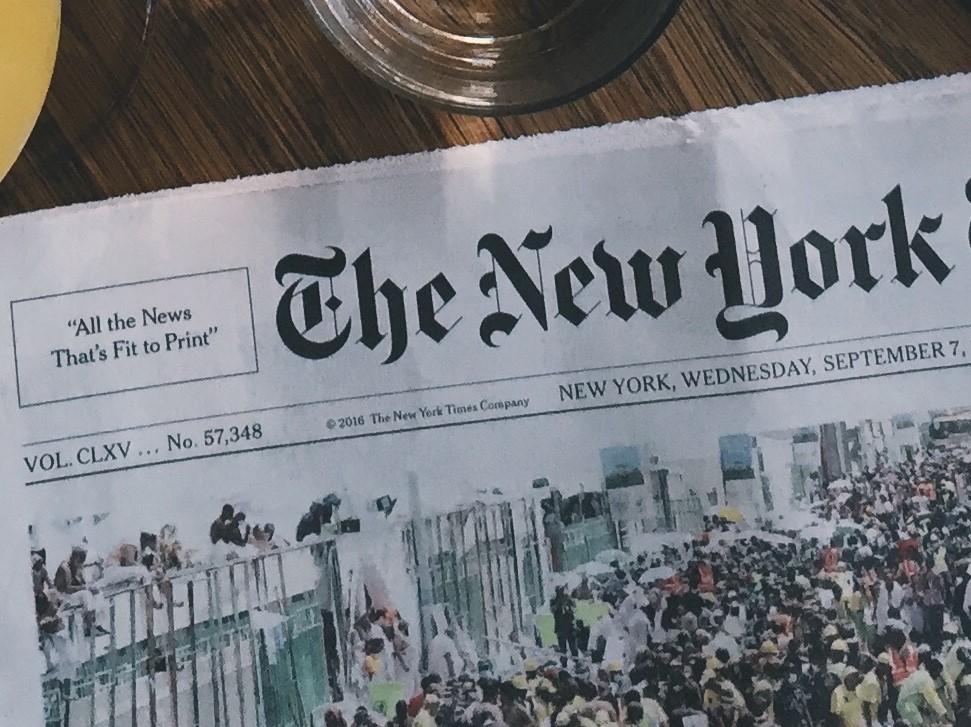 The New York
“All the News
That’s Fit to Print”
VOL. CLXV ... No. 57,348
© 2016 The New York Times Company
NEW YORK, WEDNESDAY, SEPTEMBER 7,